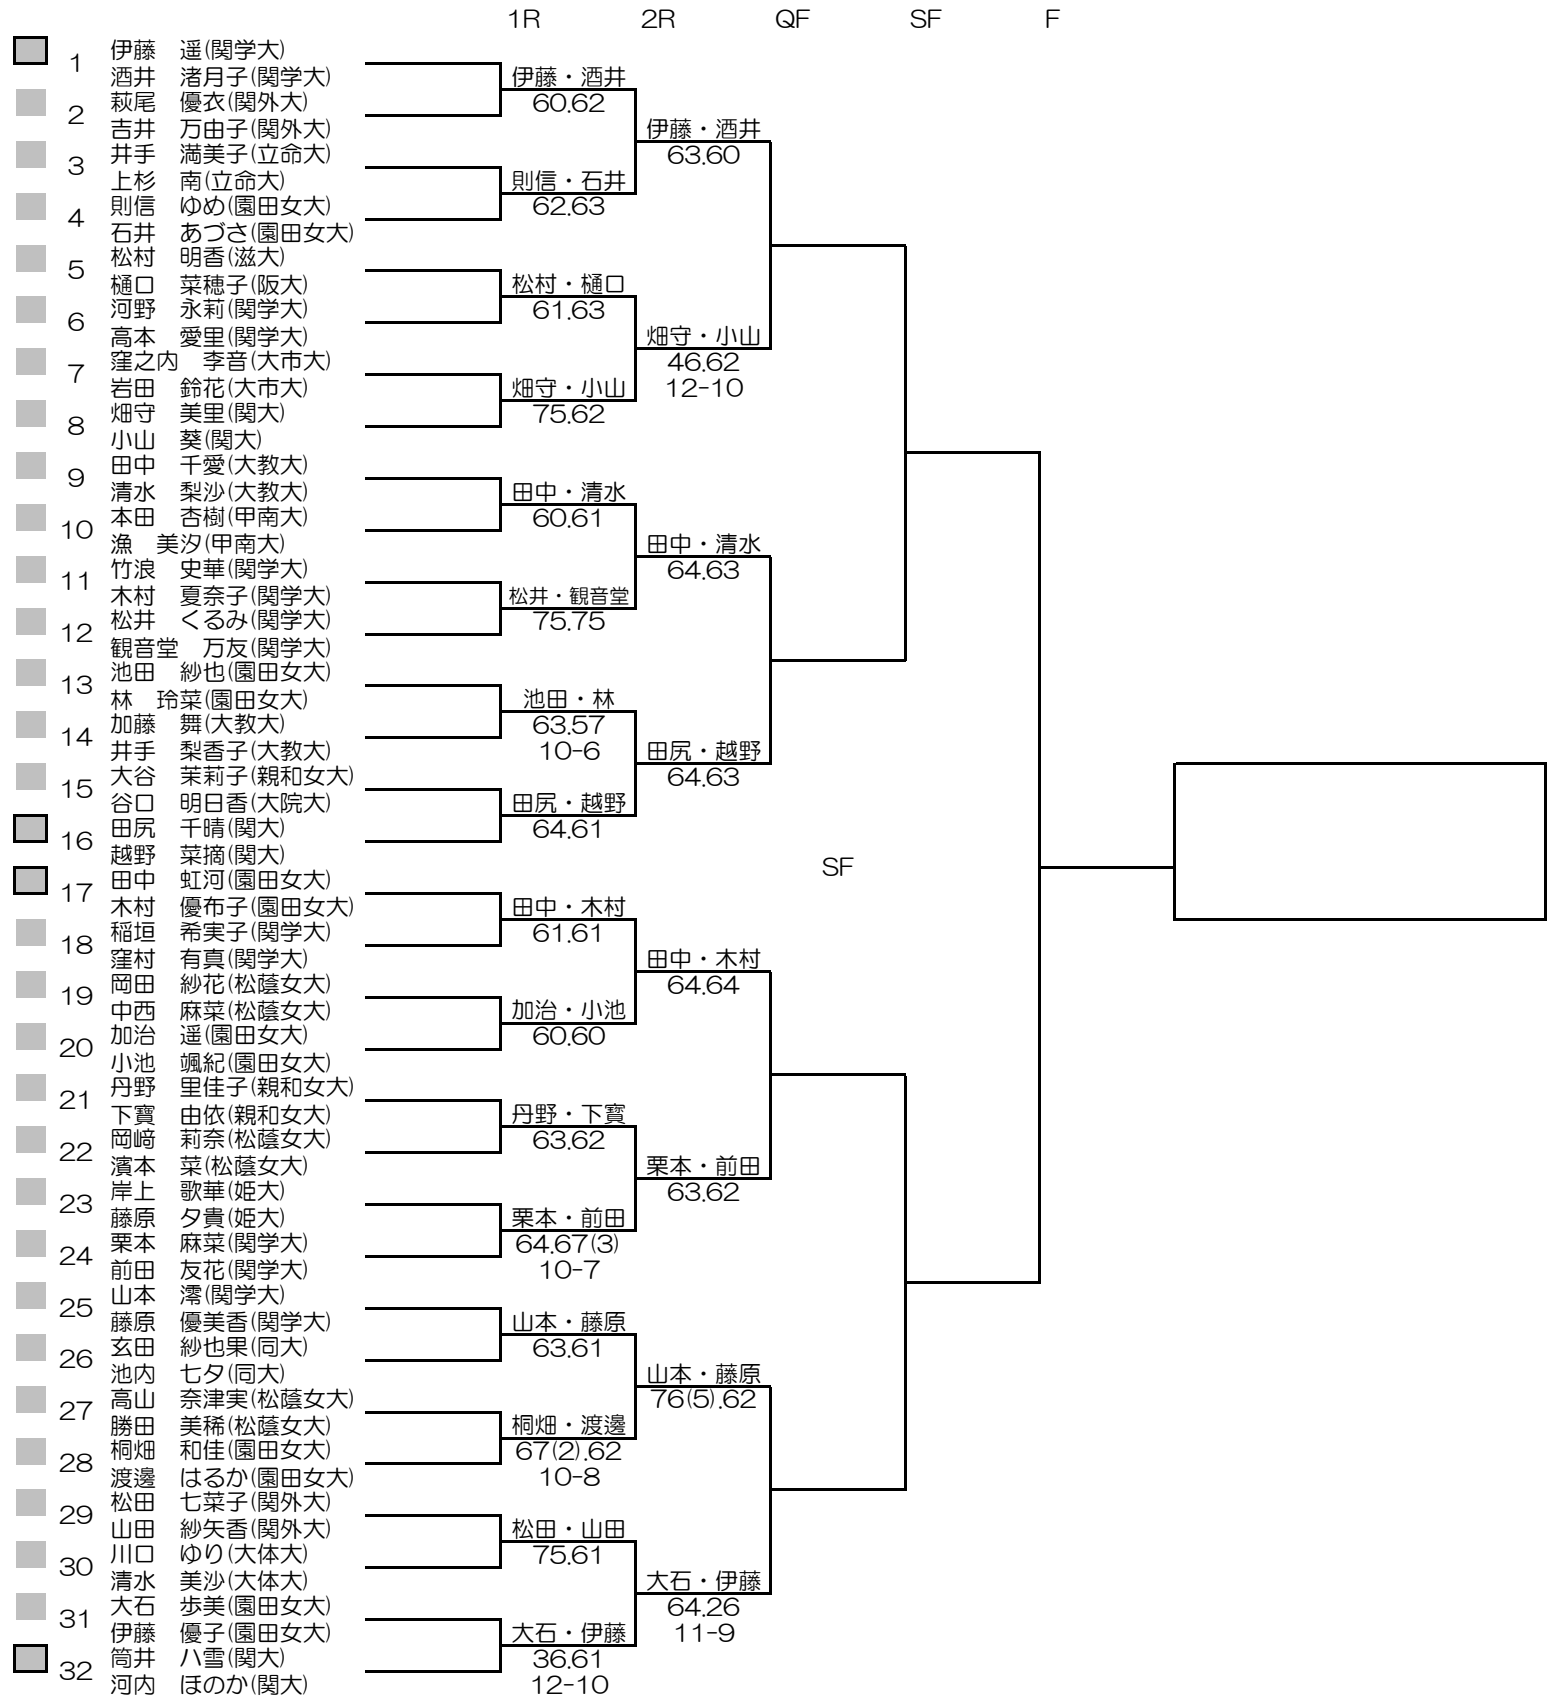 1R 2R QF SF F
1 伊藤　遥(関学大)
酒井　渚月子(関学大)
伊藤・酒井
60.62
2 萩尾　優衣(関外大)
吉井　万由子(関外大)
伊藤・酒井
63.60
3 井手　満美子(立命大)
上杉　南(立命大)
則信・石井
62.63
4 則信　ゆめ(園田女大)
石井　あづさ(園田女大)
5 松村　明香(滋大)
樋口　菜穂子(阪大)
松村・樋口
61.63
6 河野　永莉(関学大)
高本　愛里(関学大)
畑守・小山
46.62
12-10
7 窪之内　李音(大市大)
岩田　鈴花(大市大)
畑守・小山
75.62
8 畑守　美里(関大)
小山　葵(関大)
9 田中　千愛(大教大)
清水　梨沙(大教大)
田中・清水
60.61
10 本田　杏樹(甲南大)
漁　美汐(甲南大)
田中・清水
64.63
11 竹浪　史華(関学大)
木村　夏奈子(関学大)
松井・観音堂
75.75
12 松井　くるみ(関学大)
観音堂　万友(関学大)
13 池田　紗也(園田女大)
林　玲菜(園田女大)
池田・林
63.57
10-6
14 加藤　舞(大教大)
井手　梨香子(大教大)
田尻・越野
64.63
15 大谷　茉莉子(親和女大)
谷口　明日香(大院大)
田尻・越野
64.61
16 田尻　千晴(関大)
越野　菜摘(関大)
SF
17 田中　虹河(園田女大)
木村　優布子(園田女大)
田中・木村
61.61
18 稲垣　希実子(関学大)
窪村　有真(関学大)
田中・木村
64.64
19 岡田　紗花(松蔭女大)
中西　麻菜(松蔭女大)
加治・小池
60.60
20 加治　遥(園田女大)
小池　颯紀(園田女大)
21 丹野　里佳子(親和女大)
下寶　由依(親和女大)
丹野・下寶
63.62
22 岡﨑　莉奈(松蔭女大)
濱本　菜(松蔭女大)
栗本・前田
63.62
23 岸上　歌華(姫大)
藤原　夕貴(姫大)
栗本・前田
64.67(3)
10-7
24 栗本　麻菜(関学大)
前田　友花(関学大)
25 山本　澪(関学大)
藤原　優美香(関学大)
山本・藤原
63.61
26 玄田　紗也果(同大)
池内　七夕(同大)
山本・藤原
76(5).62
27 高山　奈津実(松蔭女大)
勝田　美稀(松蔭女大)
桐畑・渡邊
67(2).62
10-8
28 桐畑　和佳(園田女大)
渡邊　はるか(園田女大)
29 松田　七菜子(関外大)
山田　紗矢香(関外大)
松田・山田
75.61
30 川口　ゆり(大体大)
清水　美沙(大体大)
大石・伊藤
64.26
11-9
31 大石　歩美(園田女大)
伊藤　優子(園田女大)
大石・伊藤
36.61
12-10
32 筒井　八雪(関大)
河内　ほのか(関大)